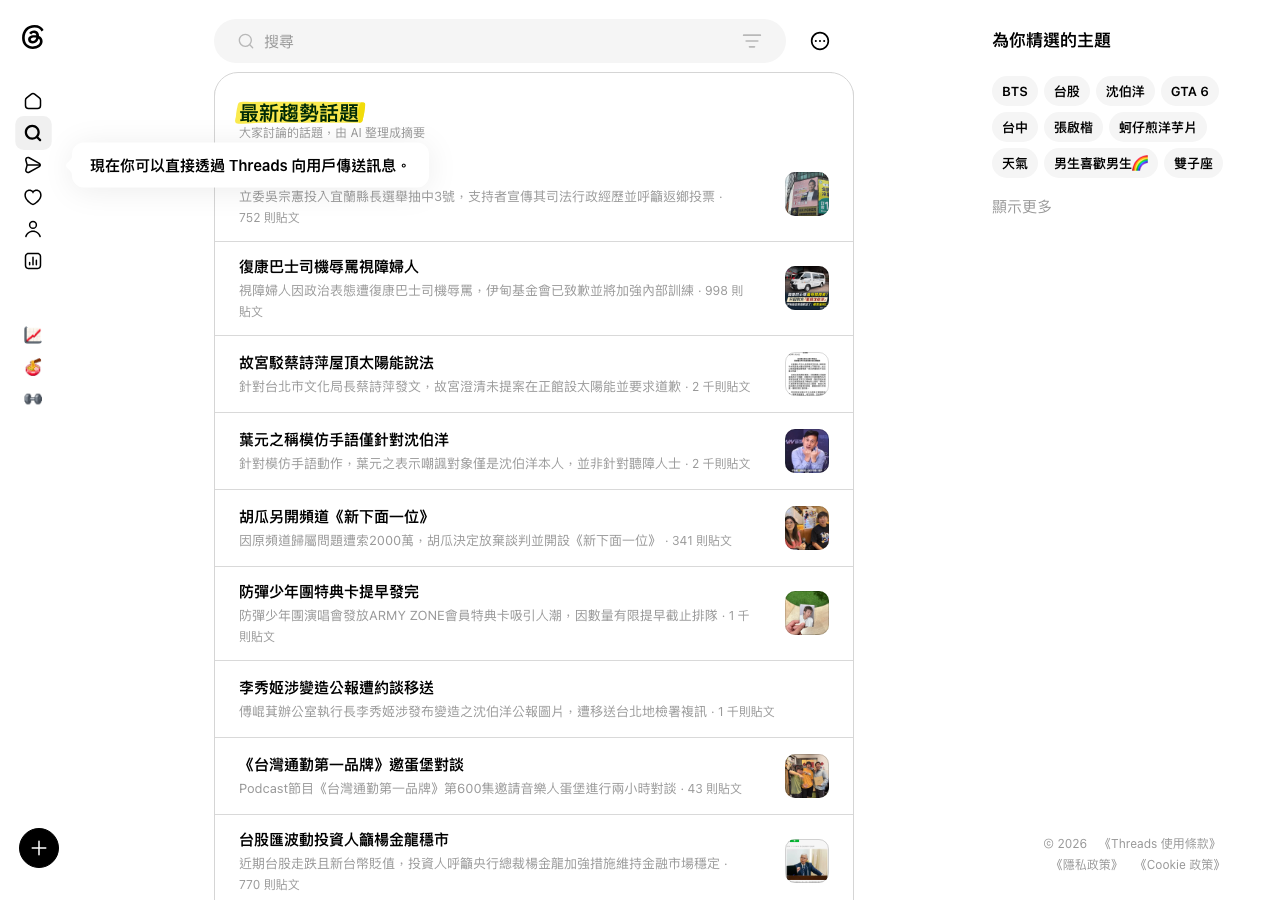 搜尋
最新趨勢話題
大家討論的話題，由 AI 整理成摘要
現在你可以直接透過 Threads 向用戶傳送訊息。
立委吳宗憲投入宜蘭縣長選舉抽中3號，支持者宣傳其司法行政經歷並呼籲返鄉投票 ·
752 則貼文
復康巴士司機辱罵視障婦人
視障婦人因政治表態遭復康巴士司機辱罵，伊甸基金會已致歉並將加強內部訓練 · 998 則
貼文
故宮駁蔡詩萍屋頂太陽能說法
針對台北市文化局長蔡詩萍發文，故宮澄清未提案在正館設太陽能並要求道歉 · 2 千則貼文
葉元之稱模仿手語僅針對沈伯洋
針對模仿手語動作，葉元之表示嘲諷對象僅是沈伯洋本人，並非針對聽障人士 · 2 千則貼文
胡瓜另開頻道《新下面一位》
因原頻道歸屬問題遭索2000萬，胡瓜決定放棄談判並開設《新下面一位》 · 341 則貼文
防彈少年團特典卡提早發完
防彈少年團演唱會發放ARMY ZONE會員特典卡吸引人潮，因數量有限提早截止排隊 · 1 千
則貼文
李秀姬涉變造公報遭約談移送
傅崐萁辦公室執行長李秀姬涉發布變造之沈伯洋公報圖片，遭移送台北地檢署複訊 · 1 千則貼文
《台灣通勤第一品牌》邀蛋堡對談
Podcast節目《台灣通勤第一品牌》第600集邀請音樂人蛋堡進行兩小時對談 · 43 則貼文
台股匯波動投資人籲楊金龍穩市
近期台股走跌且新台幣貶值，投資人呼籲央行總裁楊金龍加強措施維持金融市場穩定 ·
770 則貼文
為你精選的主題
BTS
台股
沈伯洋
GTA 6
台中
張啟楷
蚵仔煎洋芋片
天氣
男生喜歡男生🌈
雙子座
顯示更多
© 2026 《Threads 使用條款》
《隱私政策》 《Cookie 政策》